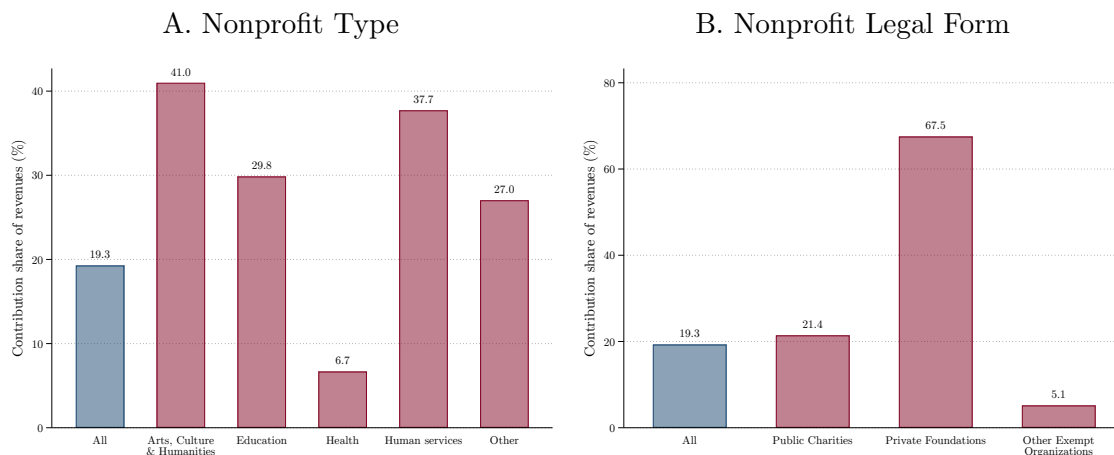 A. Nonprofit Type
Contribution share of revenues (%)
40
30
20
10
0
19.3
41.0
29.8
6.7
37.7
27.0
All
Arts, Culture
& Humanities
Education
Health
Human services
Other
B. Nonprofit Legal Form
Contribution share of revenues (%)
80
60
40
20
0
19.3
21.4
67.5
5.1
All
Public Charities
Private Foundations
Other Exempt
Organizations